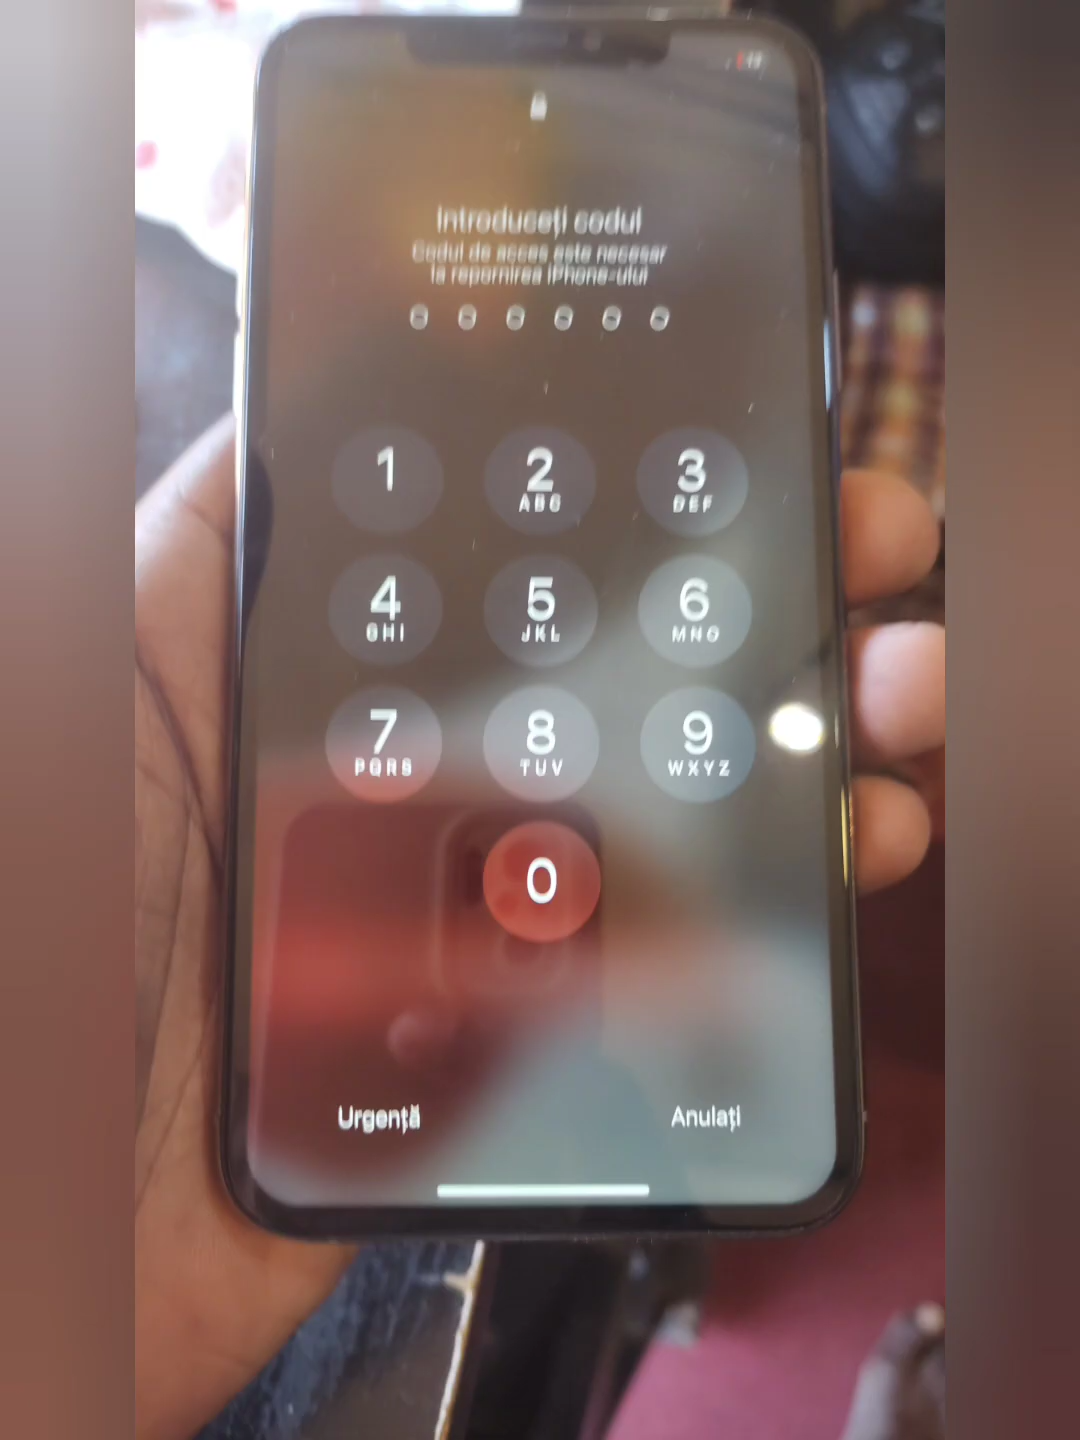 Introduceți codul
Codul de acces este necesar
la repornirea iPhone-ului
1
2
ABC
3
DEF
4
GHI
5
JKL
6
MNO
7
PQRS
8
TUV
9
WXYZ
0
Urgență
Anulați